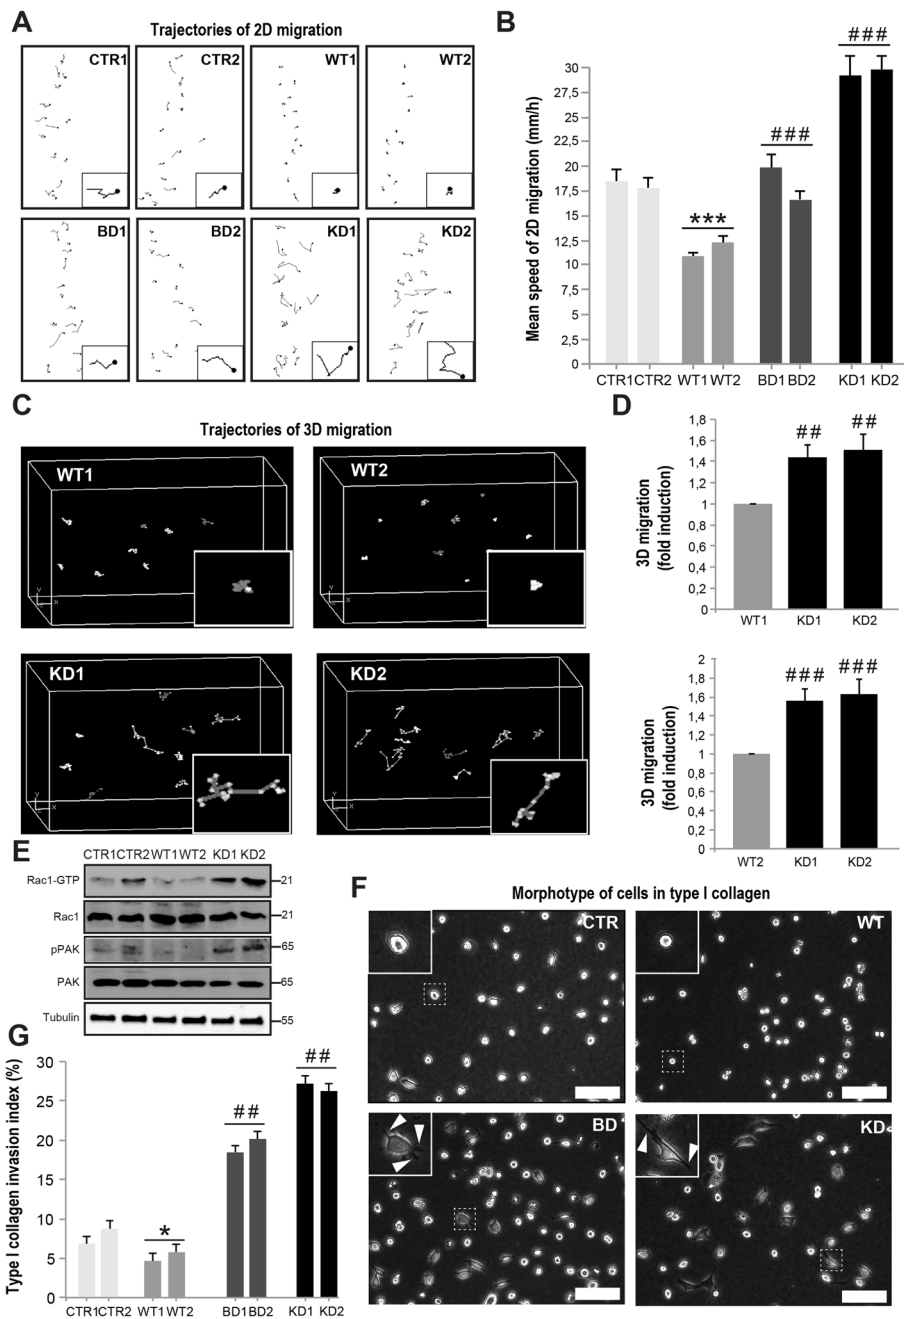 A
Trajectories of 2D migration
CTR1
CTR2
WT1
WT2
BD1
BD2
KD1
KD2
B
Mean speed of 2D migration (mm/h)
30
27,5
25
22,5
20
17,5
15
12,5
10
7,5
5
2,5
0
***
###
###
CTR1 CTR2 WT1 WT2 BD1 BD2 KD1 KD2
C
Trajectories of 3D migration
WT1
Y
Z
X
WT2
Y
Z
X
KD1
Y
Z
X
KD2
Y
Z
X
D
3D migration
(fold induction)
1,8
1,6
1,4
1,2
1
0,8
0,6
0,4
0,2
0
##
##
WT1 KD1 KD2
3D migration
(fold induction)
2
1,8
1,6
1,4
1,2
1
0,8
0,6
0,4
0,2
0
###
###
WT2 KD1 KD2
E
CTR1 CTR2 WT1 WT2 KD1 KD2
Rac1-GTP 21
Rac1 21
pPAK 65
PAK 65
Tubulin 55
F
Morphotype of cells in type I collagen
CTR
WT
BD
KD
G
Type I collagen invasion index (%)
30
25
20
15
10
5
0
*
##
##
CTR1 CTR2 WT1 WT2 BD1 BD2 KD1 KD2